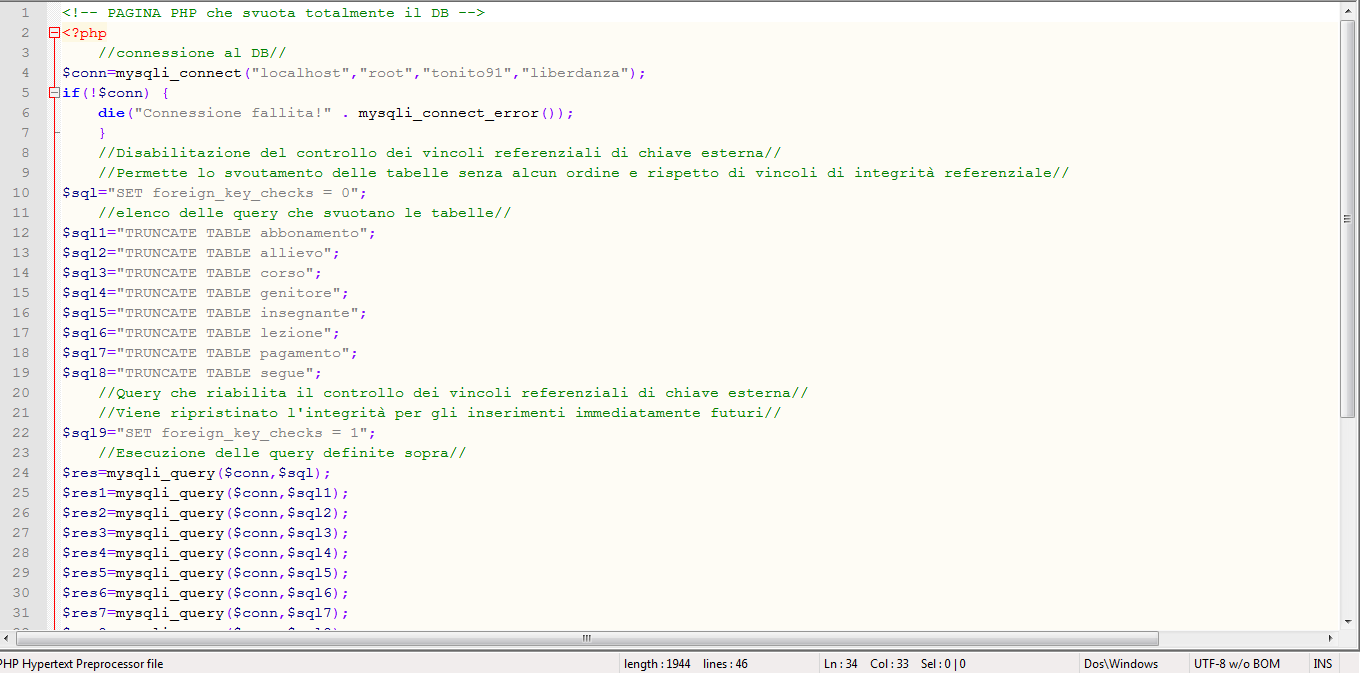 1 <!-- PAGINA PHP che svuota totalmente il DB -->
2 <?php
3 //connessione al DB//
4 $conn=mysqli_connect("localhost","root","tonito91","liberdanza");
5 if(!$conn) {
6 die("Connessione fallita!" . mysqli_connect_error());
7 }
8 //Disabilitazione del controllo dei vincoli referenziali di chiave esterna//
9 //Permette lo svoutamento delle tabelle senza alcun ordine e rispetto di vincoli di integrità referenziale//
10 $sql="SET foreign_key_checks = 0";
11 //elenco delle query che svuotano le tabelle//
12 $sql1="TRUNCATE TABLE abbonamento";
13 $sql2="TRUNCATE TABLE allievo";
14 $sql3="TRUNCATE TABLE corso";
15 $sql4="TRUNCATE TABLE genitore";
16 $sql5="TRUNCATE TABLE insegnante";
17 $sql6="TRUNCATE TABLE lezione";
18 $sql7="TRUNCATE TABLE pagamento";
19 $sql8="TRUNCATE TABLE segue";
20 //Query che riabilita il controllo dei vincoli referenziali di chiave esterna//
21 //Viene ripristinato l'integrità per gli inserimenti immediatamente futuri//
22 $sql9="SET foreign_key_checks = 1";
23 //Esecuzione delle query definite sopra//
24 $res=mysqli_query($conn,$sql);
25 $res1=mysqli_query($conn,$sql1);
26 $res2=mysqli_query($conn,$sql2);
27 $res3=mysqli_query($conn,$sql3);
28 $res4=mysqli_query($conn,$sql4);
29 $res5=mysqli_query($conn,$sql5);
30 $res6=mysqli_query($conn,$sql6);
31 $res7=mysqli_query($conn,$sql7);
PHP Hypertext Preprocessor file length : 1944 lines : 46 Ln : 34 Col : 33 Sel : 0 | 0 Dos\Windows UTF-8 w/o BOM INS